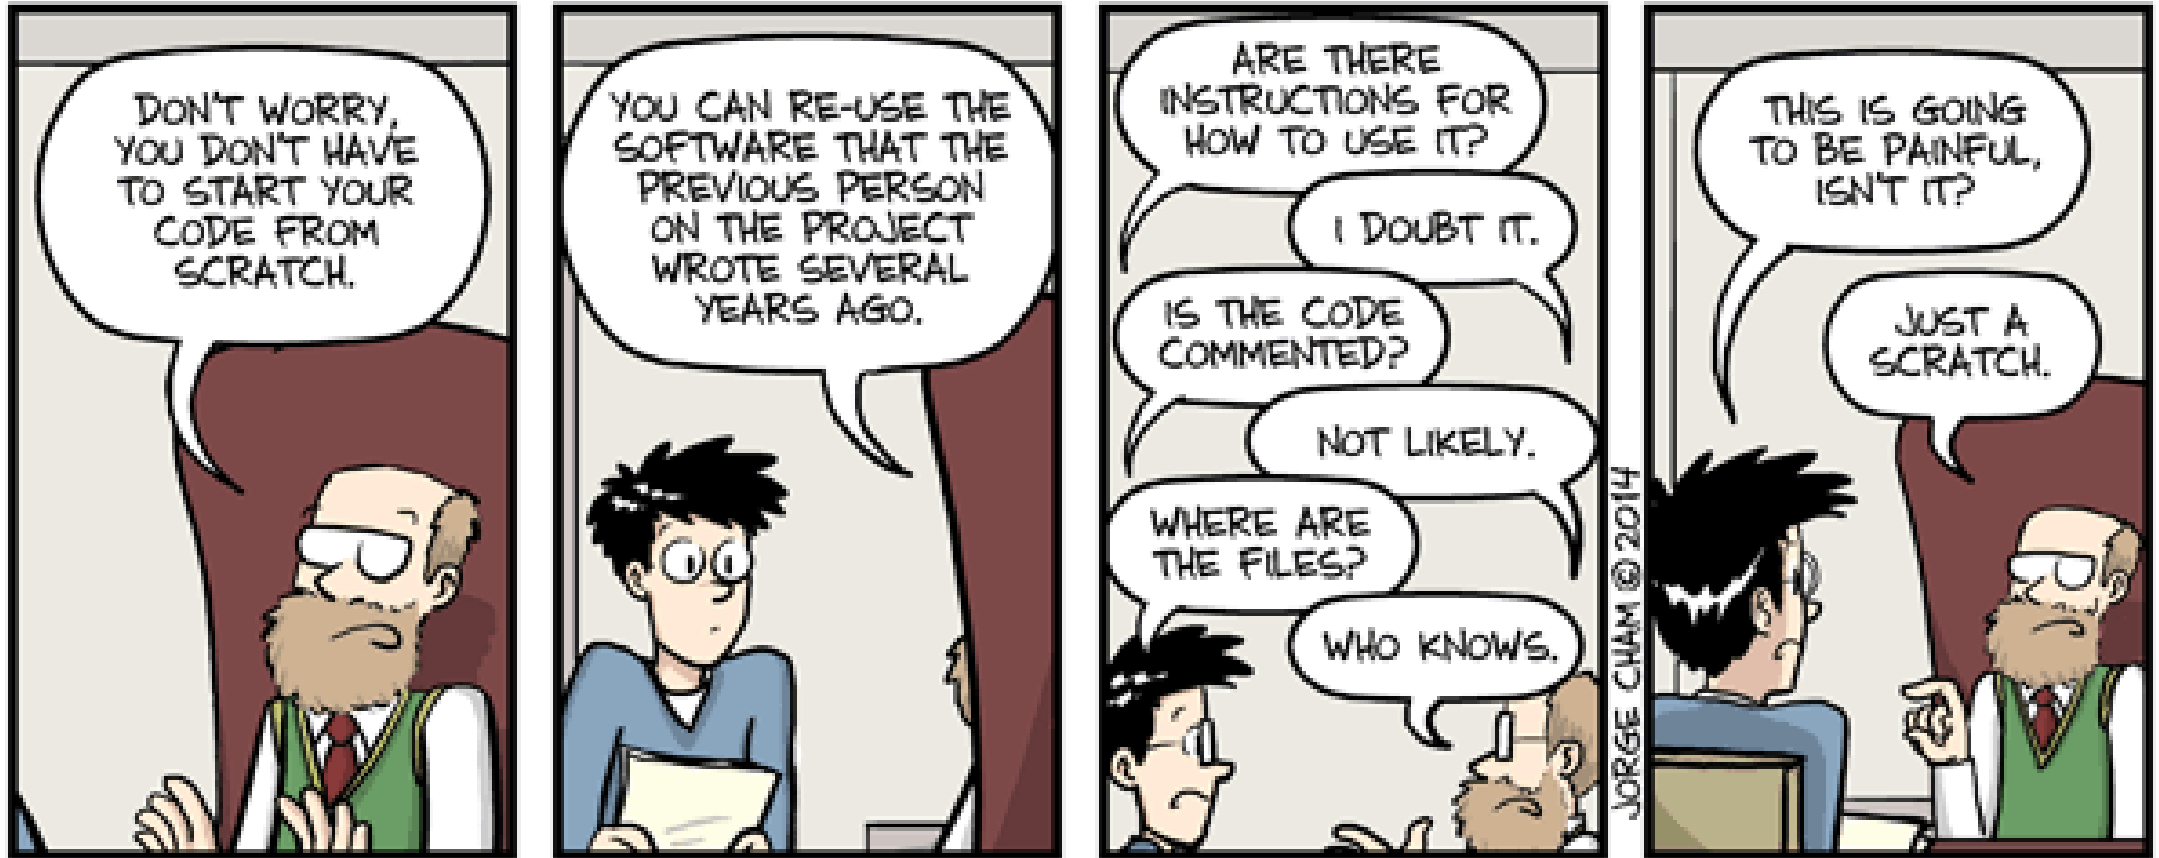 DON'T WORRY,
YOU DON'T HAVE
TO START YOUR
CODE FROM
SCRATCH.
YOU CAN RE-USE THE
SOFTWARE THAT THE
PREVIOUS PERSON
ON THE PROJECT
WROTE SEVERAL
YEARS AGO.
ARE THERE
INSTRUCTIONS FOR
HOW TO USE IT?
I DOUBT IT.
IS THE CODE
COMMENTED?
NOT LIKELY.
WHERE ARE
THE FILES?
WHO KNOWS.
THIS IS GOING
TO BE PAINFUL,
ISN'T IT?
JUST A
SCRATCH.
JORGE CHAM © 2014